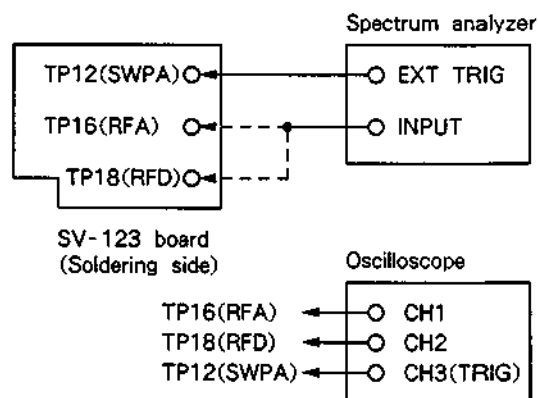 Spectrum analyzer
TP12(SWPA)
EXT TRIG
TP16(RFA)
INPUT
TP18(RFD)
SV-123 board
(Soldering side)
Oscilloscope
TP16(RFA)
CH1
TP18(RFD)
CH2
TP12(SWPA)
CH3(TRIG)